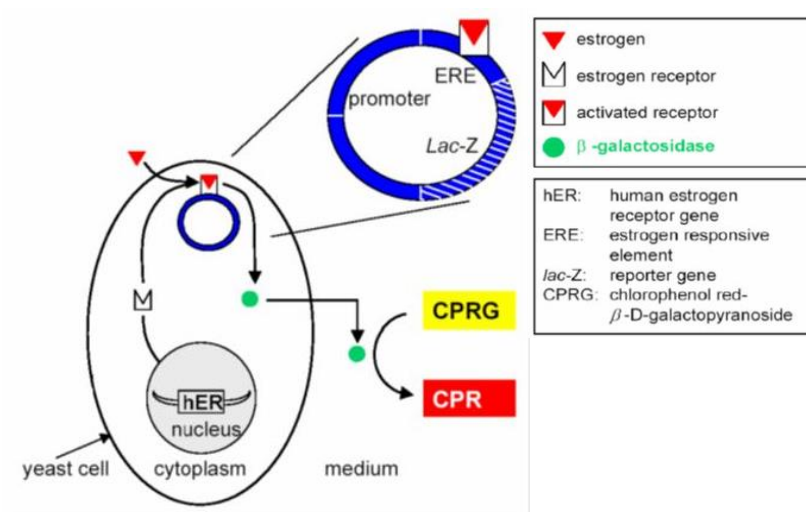 ERE
promoter
Lac-Z
hER
nucleus
yeast cell
cytoplasm
medium
CPRG
CPR
estrogen
estrogen receptor
activated receptor
β -galactosidase
hER: human estrogen
receptor gene
ERE: estrogen responsive
element
lac-Z: reporter gene
CPRG: chlorophenol red-
β -D-galactopyranoside